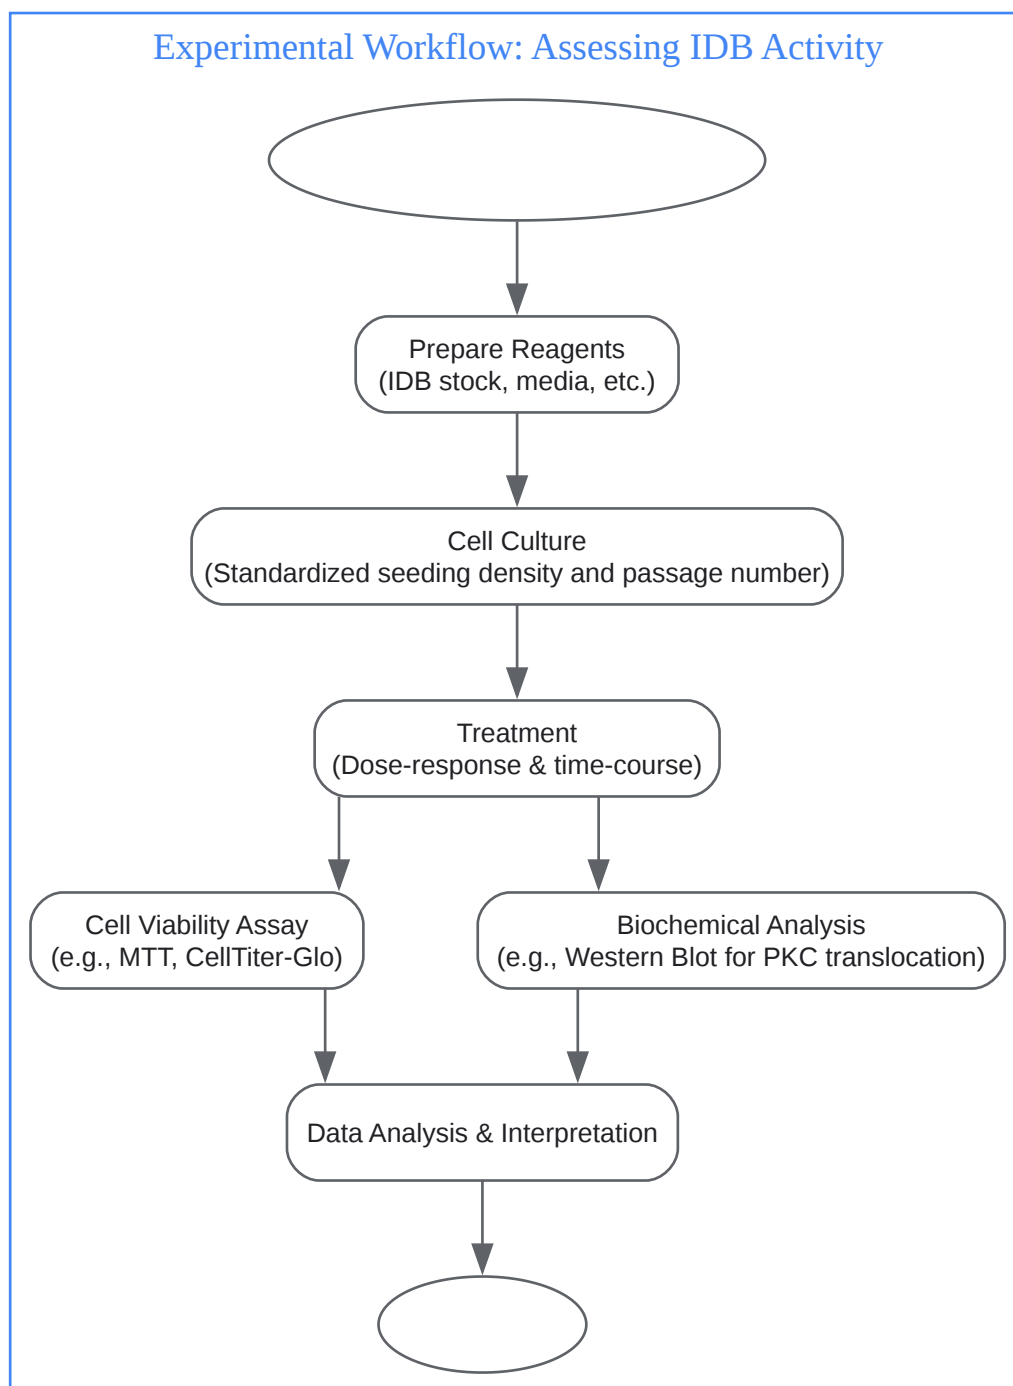 Experimental Workflow: Assessing IDB Activity
Prepare Reagents
(IDB stock, media, etc.)
Cell Culture
(Standardized seeding density and passage number)
Treatment
(Dose-response & time-course)
Cell Viability Assay
(e.g., MTT, CellTiter-Glo)
Biochemical Analysis
(e.g., Western Blot for PKC translocation)
Data Analysis & Interpretation